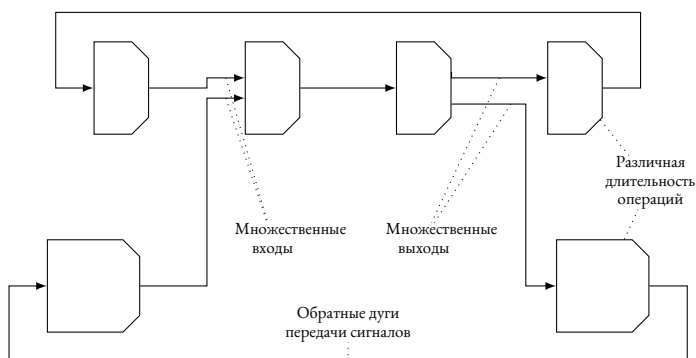 Различная
длительность
операций
Множественные
входы
Множественные
выходы
Обратные дуги
передачи сигналов